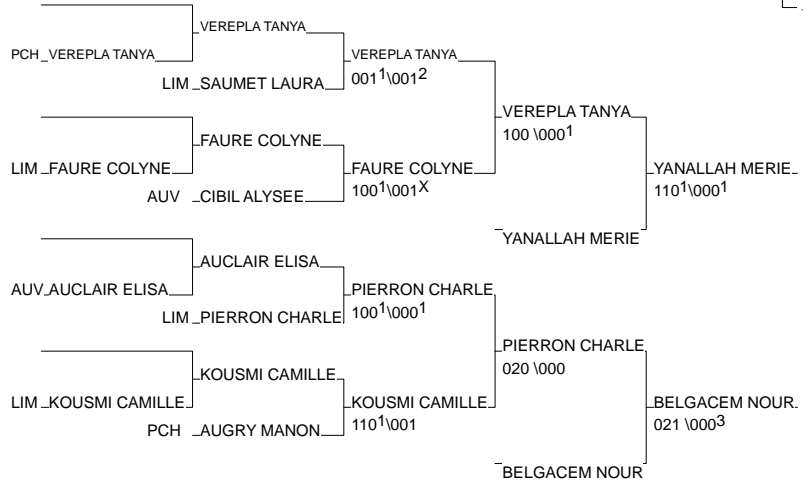 VEREPLA TANYA
PCH VEREPLA TANYA VEREPLA TANYA
LIM SAUMET LAURA 001¹\001²
VEREPLA TANYA
FAURE COLYNE 100 \000¹
LIM FAURE COLYNE FAURE COLYNE YANALLAH MERIE
AUV CIBIL ALYSEE 100¹\001X 110¹\000¹
YANALLAH MERIE
AUCLAIR ELISA
AUV AUCLAIR ELISA PIERRON CHARLE
LIM PIERRON CHARLE 100¹\000¹
PIERRON CHARLE
KOUSMI CAMILLE 020 \000
LIM KOUSMI CAMILLE KOUSMI CAMILLE BELGACEM NOUR
PCH AUGRY MANON 110¹\001 021 \000³
BELGACEM NOUR